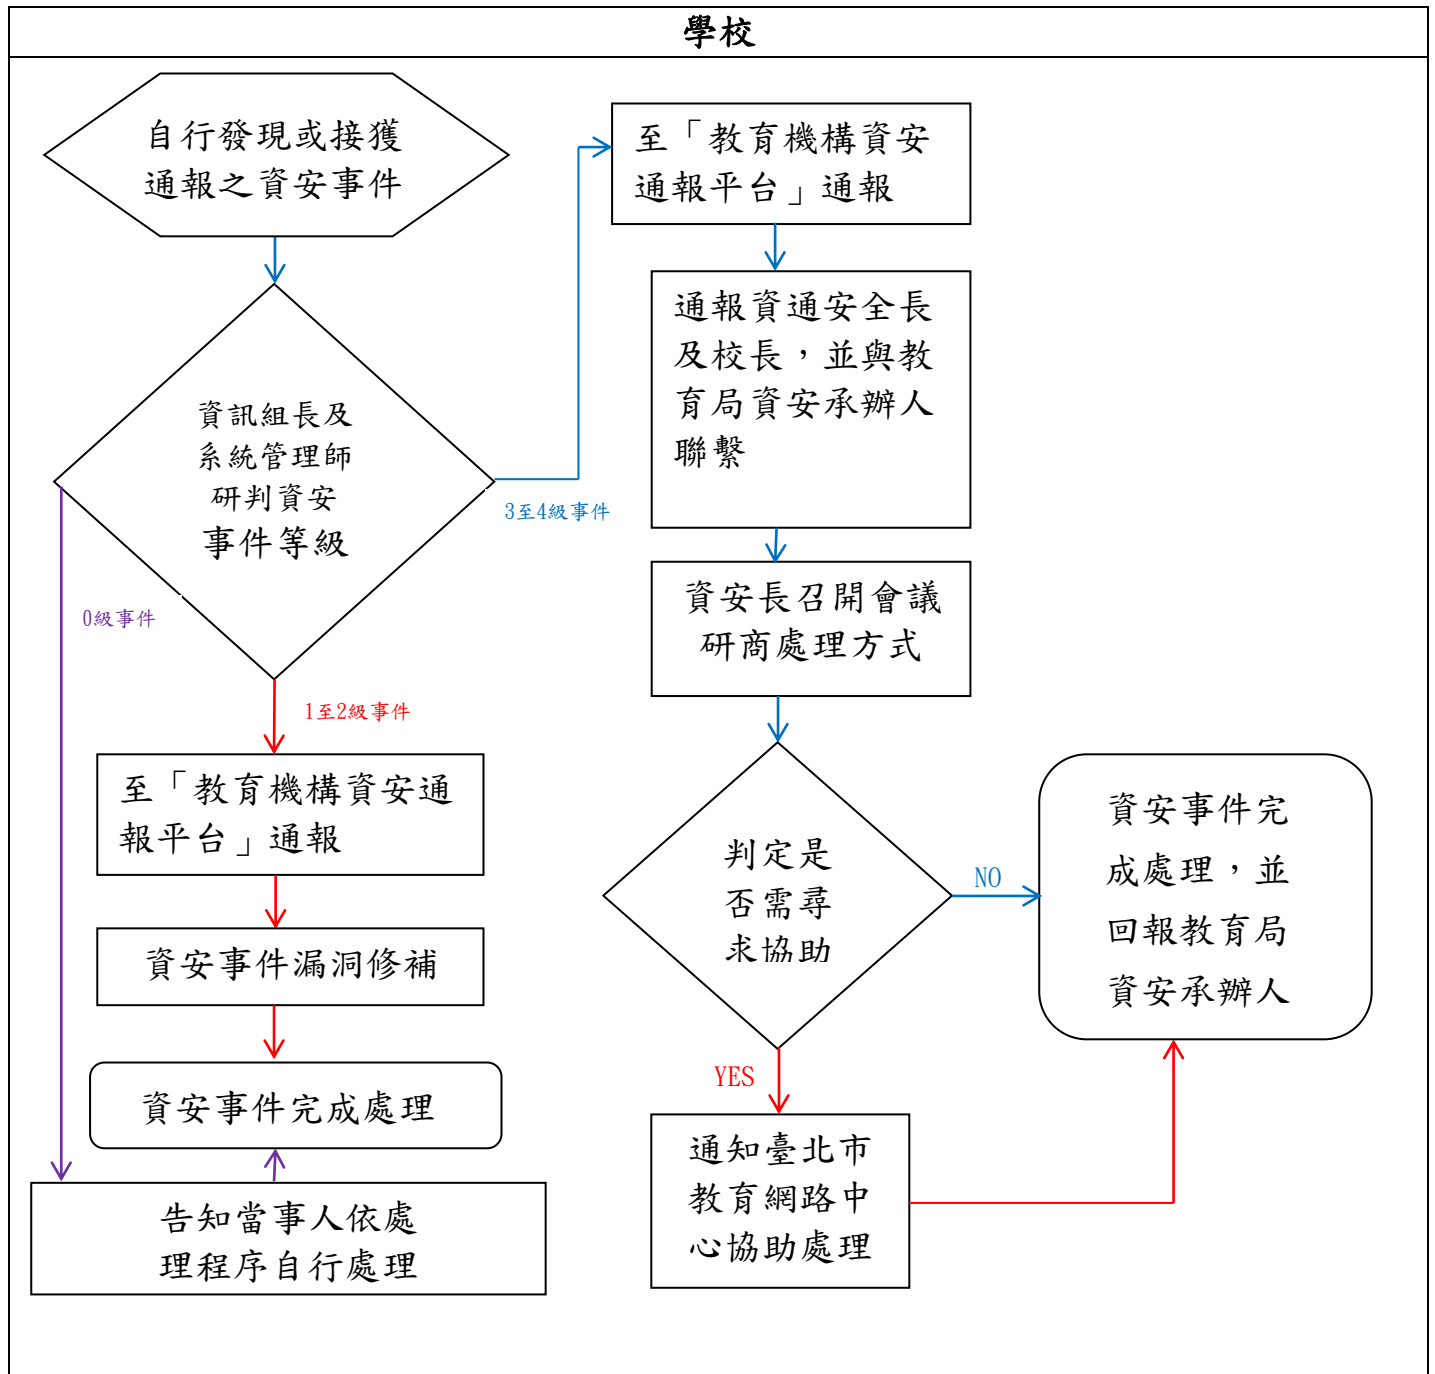 學校
自行發現或接獲
通報之資安事件
資訊組長及
系統管理師
研判資安
事件等級
0級事件
1至2級事件
3至4級事件
至「教育機構資安通
報平台」通報
資安事件漏洞修補
資安事件完成處理
告知當事人依處
理程序自行處理
至「教育機構資安
通報平台」通報
通報資通安全長
及校長，並與教
育局資安承辦人
聯繫
資安長召開會議
研商處理方式
判定是
否需尋
求協助
NO
YES
通知臺北市
教育網路中
心協助處理
資安事件完
成處理，並
回報教育局
資安承辦人